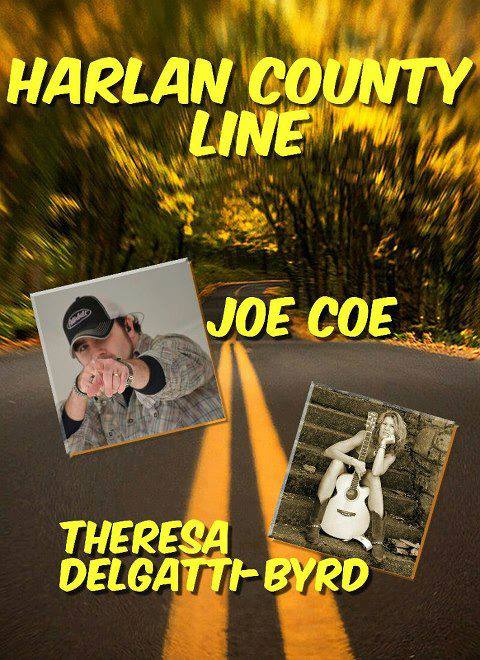 HARLAN COUNTY
LINE
JOE COE
THERESA
DELGATTI-BYRD